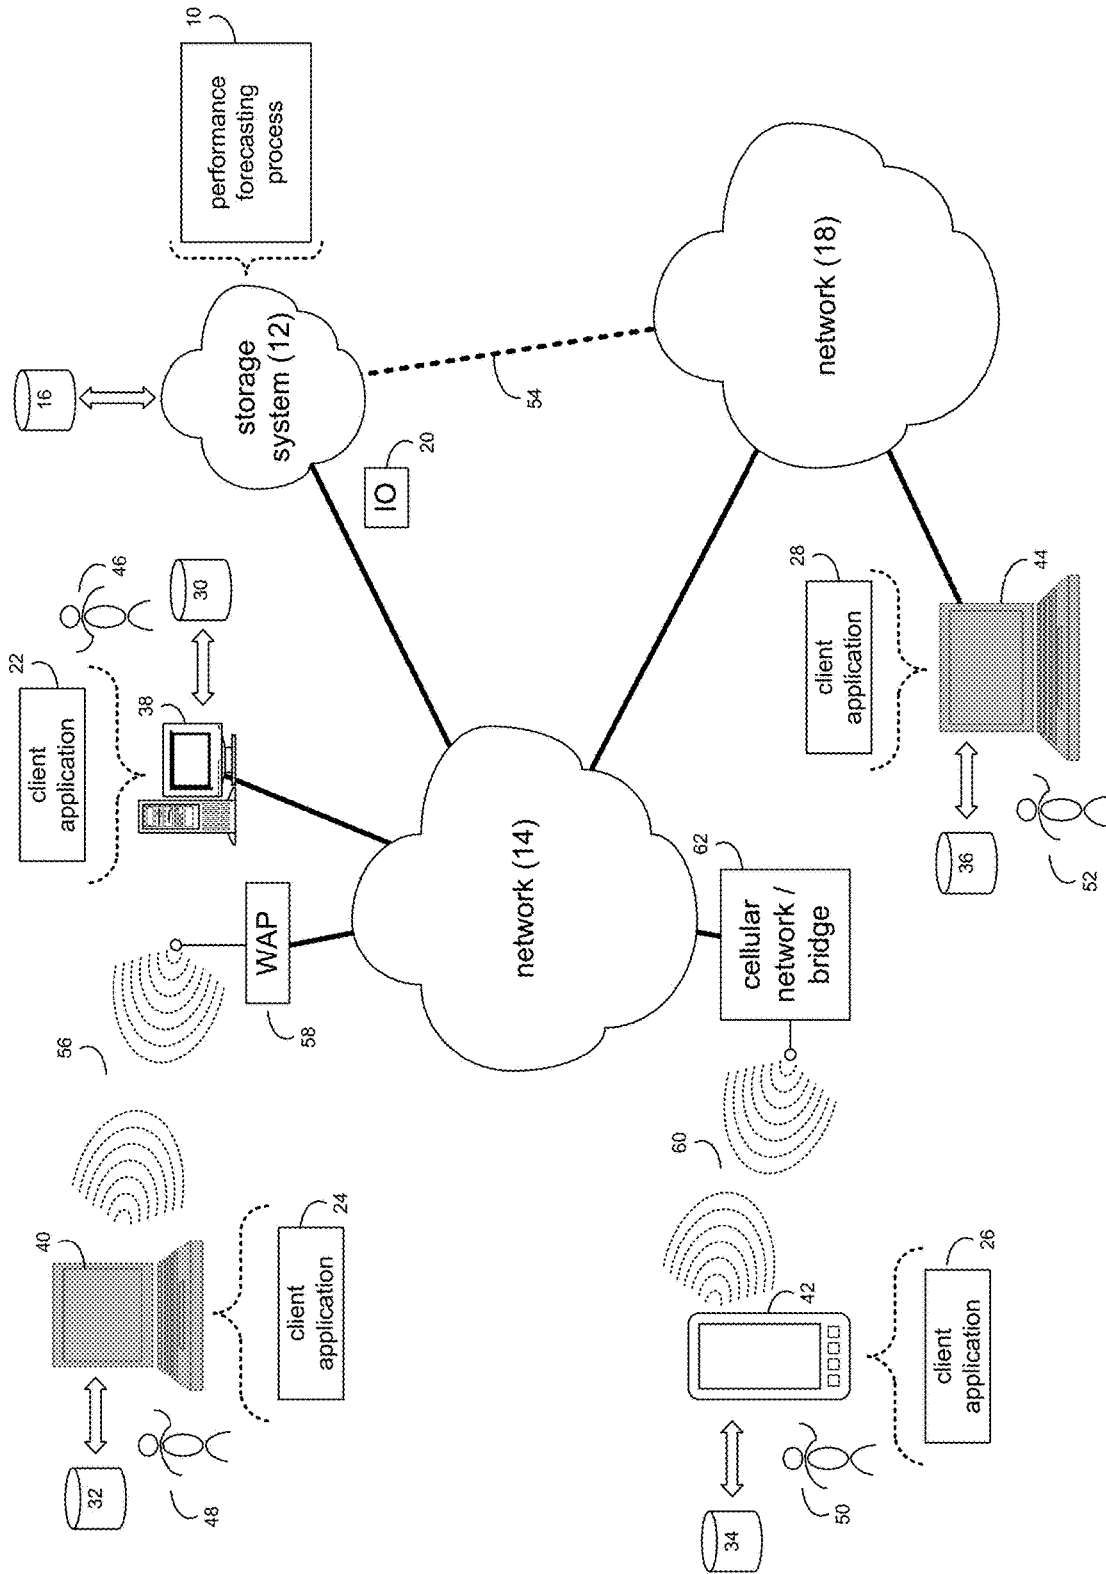 10
performance
forecasting
process
16
storage
system (12)
54
network (18)
IO
20
46
30
22
client
application
38
28
client
application
44
36
52
network (14)
WAP
58
62
cellular
network /
bridge
56
60
40
32
48
24
client
application
42
34
50
26
client
application